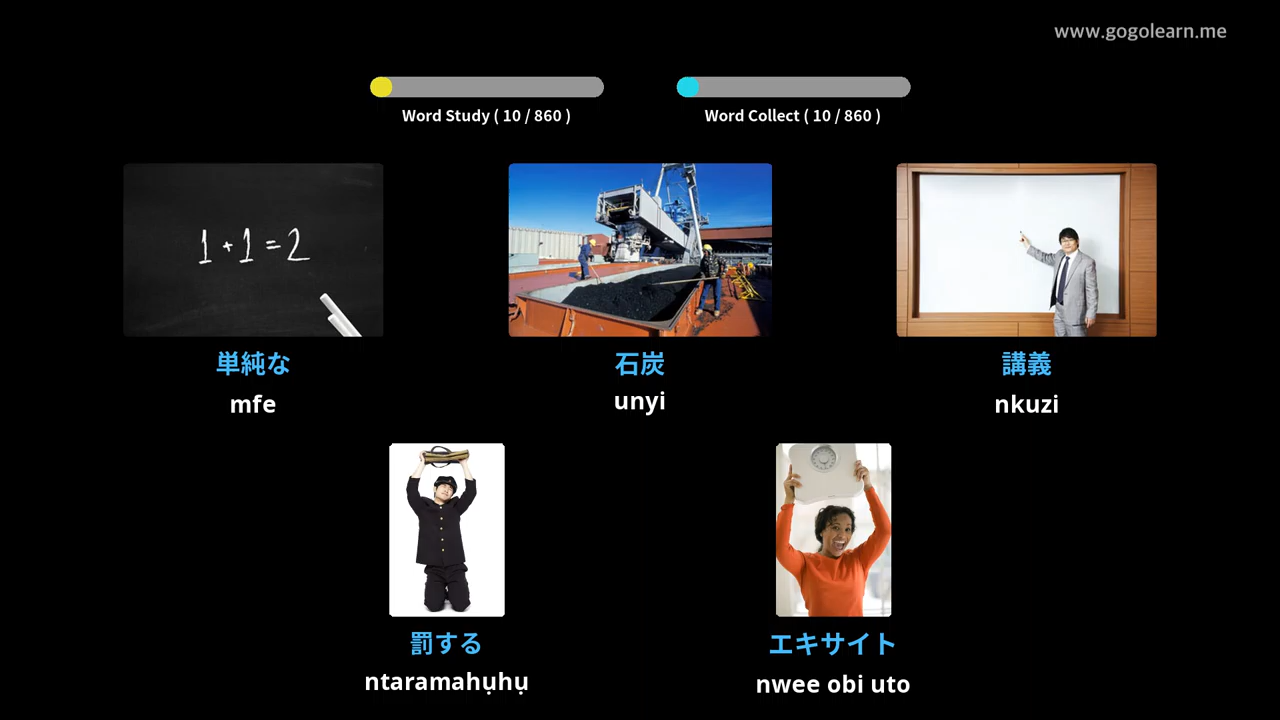 www.gogolearn.me
Word Study ( 10 / 860 )
Word Collect ( 10 / 860 )
1 + 1 = 2
単純な
mfe
石炭
unyi
講義
nkuzi
罰する
ntaramahụhụ
エキサイト
nwee obi uto